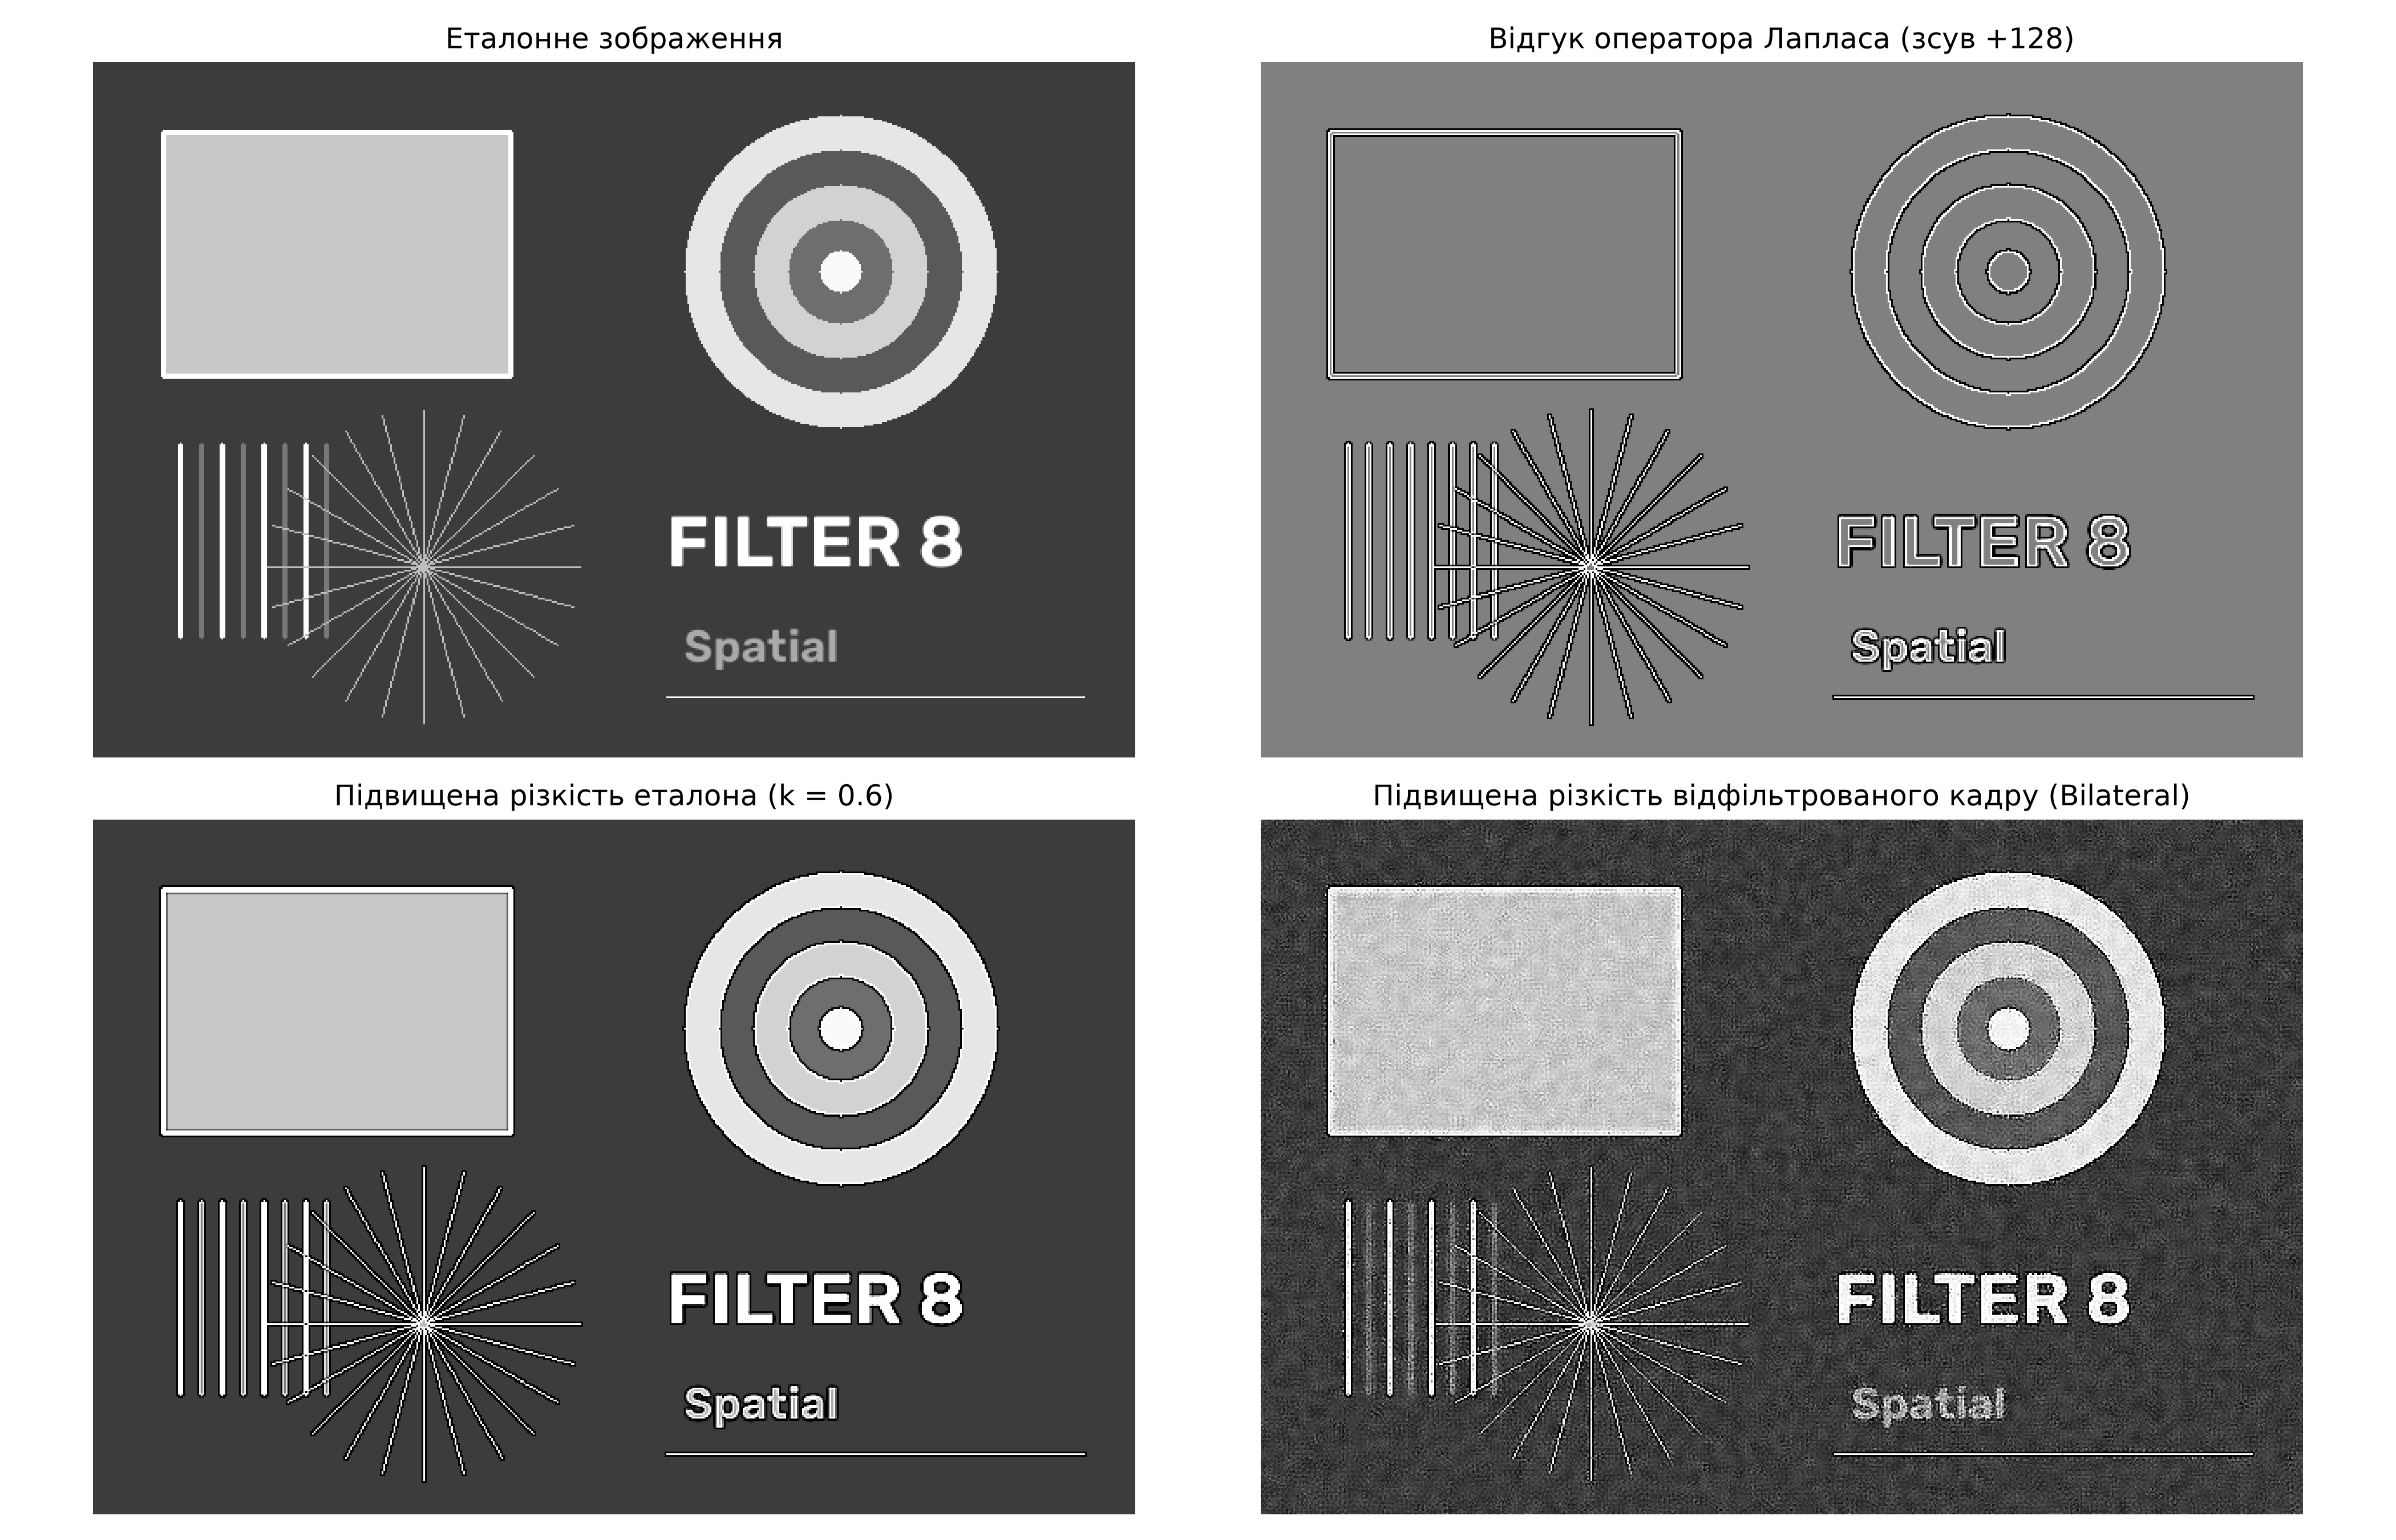 Еталонне зображення
Відгук оператора Лапласа (зсув +128)
FILTER 8
Spatial
FILTER 8
Spatial
Підвищена різкість еталона (k = 0.6)
Підвищена різкість відфільтрованого кадру (Bilateral)
FILTER 8
Spatial
FILTER 8
Spatial